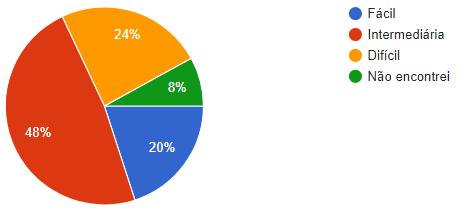 Fácil
Intermediária
Difícil
Não encontrei
24%
8%
48%
20%